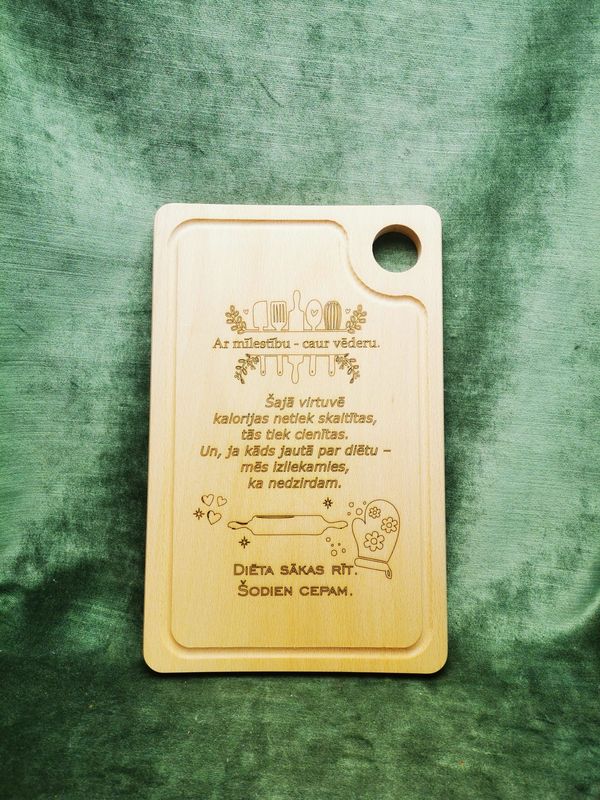 Ar mīlestību - caur vēderu.
Šajā virtuvē
kalorijas netiek skaitītas,
tās tiek cienītas.
Un, ja kāds jautā par diētu –
mēs izliekamies,
ka nedzirdam.
Diēta sākas rīt.
Šodien cepam.